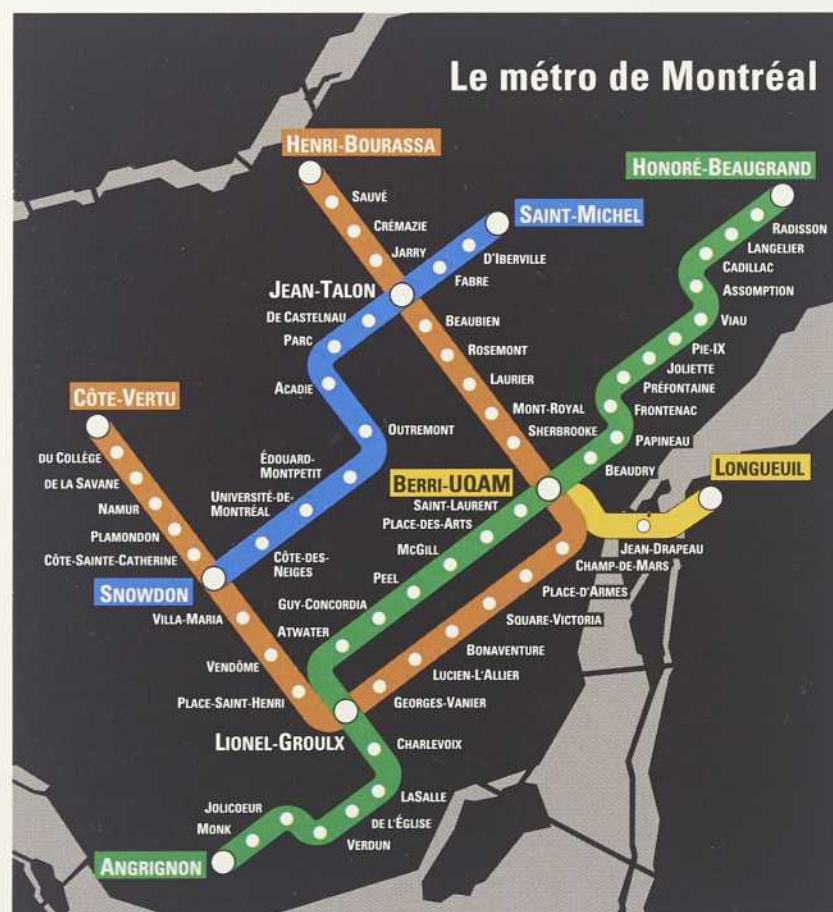 Le métro de Montréal
HENRI-BOURASSA
SAUVÉ
CRÉMAZIE
JARRY
JEAN-TALON
BEAUBIEN
ROSEMONT
LAURIER
MONT-ROYAL
SHERBROOKE
BERRI-UQAM
CHAMP-DE-MARS
PLACE-D'ARMES
SQUARE-VICTORIA
BONAVENTURE
LUCIEN-L'ALLIER
GEORGES-VANIER
LIONEL-GROULX
PLACE-SAINT-HENRI
VENDÔME
VILLA-MARIA
SNOWDON
CÔTE-SAINTE-CATHERINE
PLAMONDON
NAMUR
DE LA SAVANE
DU COLLÈGE
CÔTE-VERTU
SAINT-MICHEL
D'IBERVILLE
FABRE
DE CASTELNAU
PARC
ACADIE
OUTREMONT
ÉDOUARD-
MONTPETIT
UNIVERSITÉ-DE-
MONTRÉAL
CÔTE-DES-
NEIGES
HONORÉ-BEAUGRAND
RADISSON
LANGELIER
CADILLAC
ASSOMPTION
VIAU
PIE-IX
JOLIETTE
PRÉFONTAINE
FRONTENAC
PAPINEAU
BEAUDRY
SAINT-LAURENT
PLACE-DES-ARTS
MCGILL
PEEL
GUY-CONCORDIA
ATWATER
CHARLEVOIX
LASALLE
DE L'ÉGLISE
VERDUN
JOLICOEUR
MONK
ANGRIGNON
LONGUEUIL
JEAN-DRAPEAU